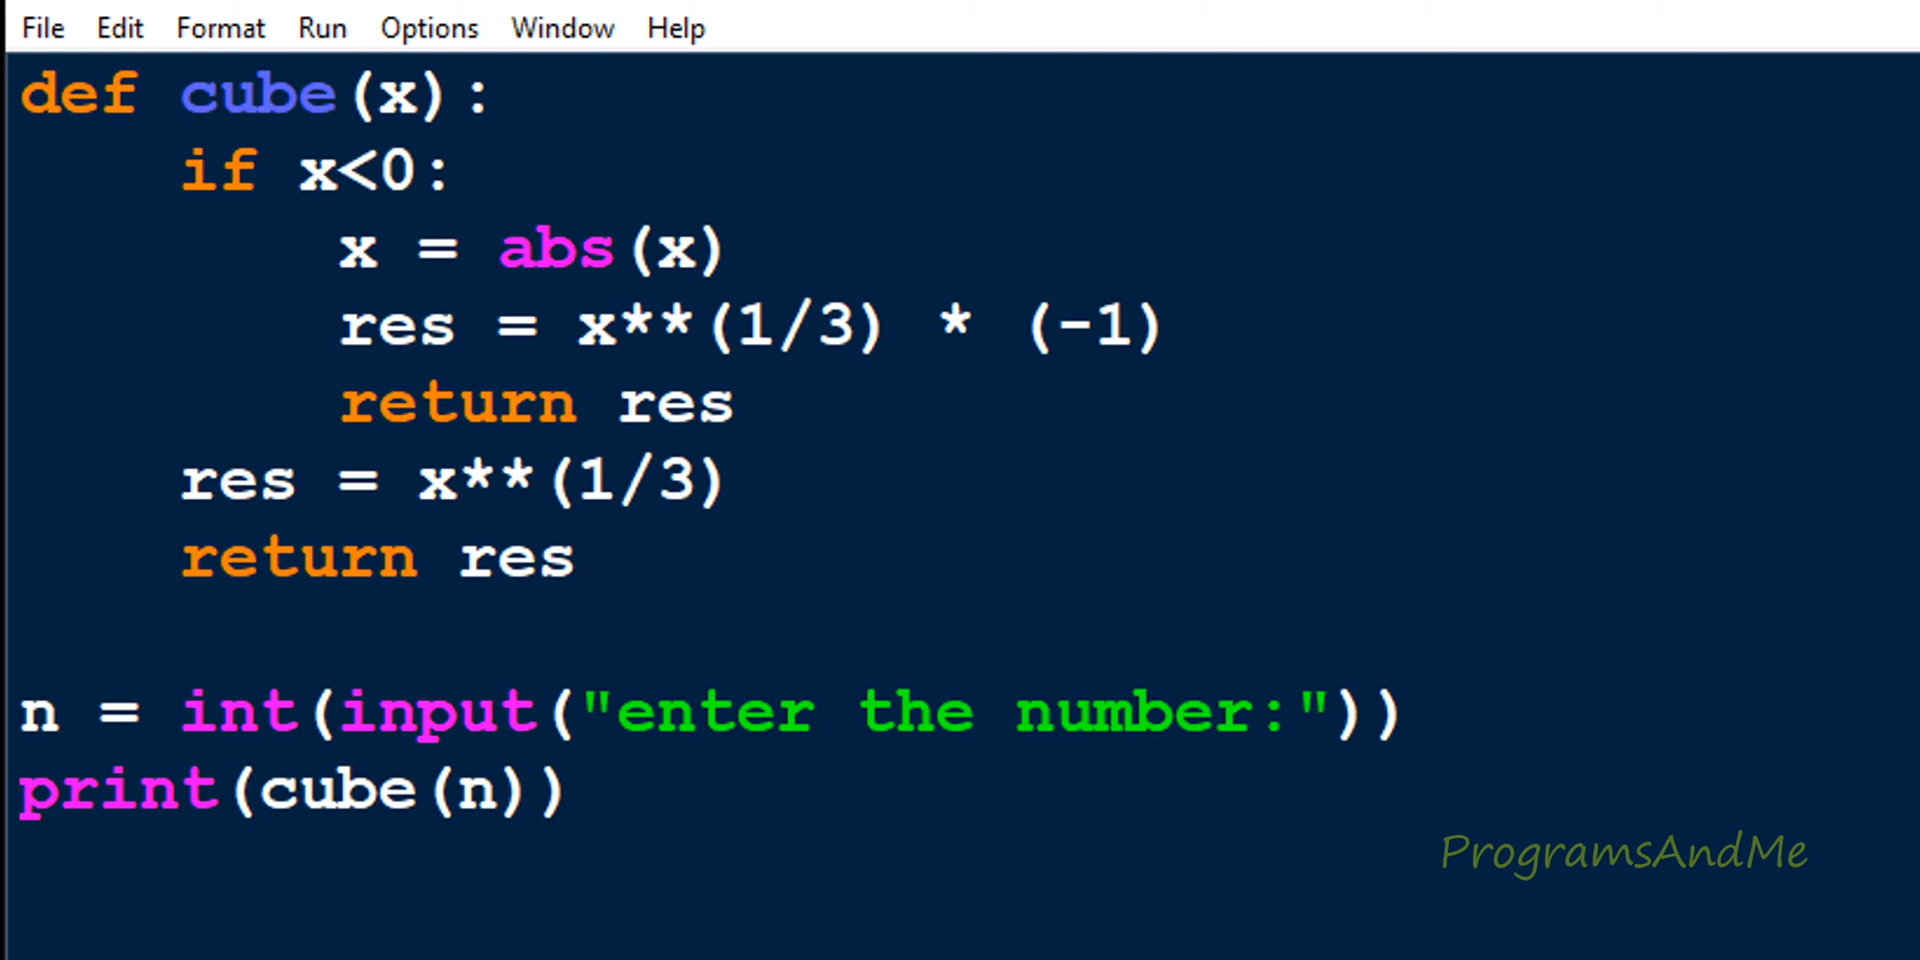 File Edit Format Run Options Window Help
def cube(x):
    if x<0:
        x = abs(x)
        res = x**(1/3) * (-1)
        return res
    res = x**(1/3)
    return res

n = int(input("enter the number:"))
print(cube(n))
ProgramsAndMe